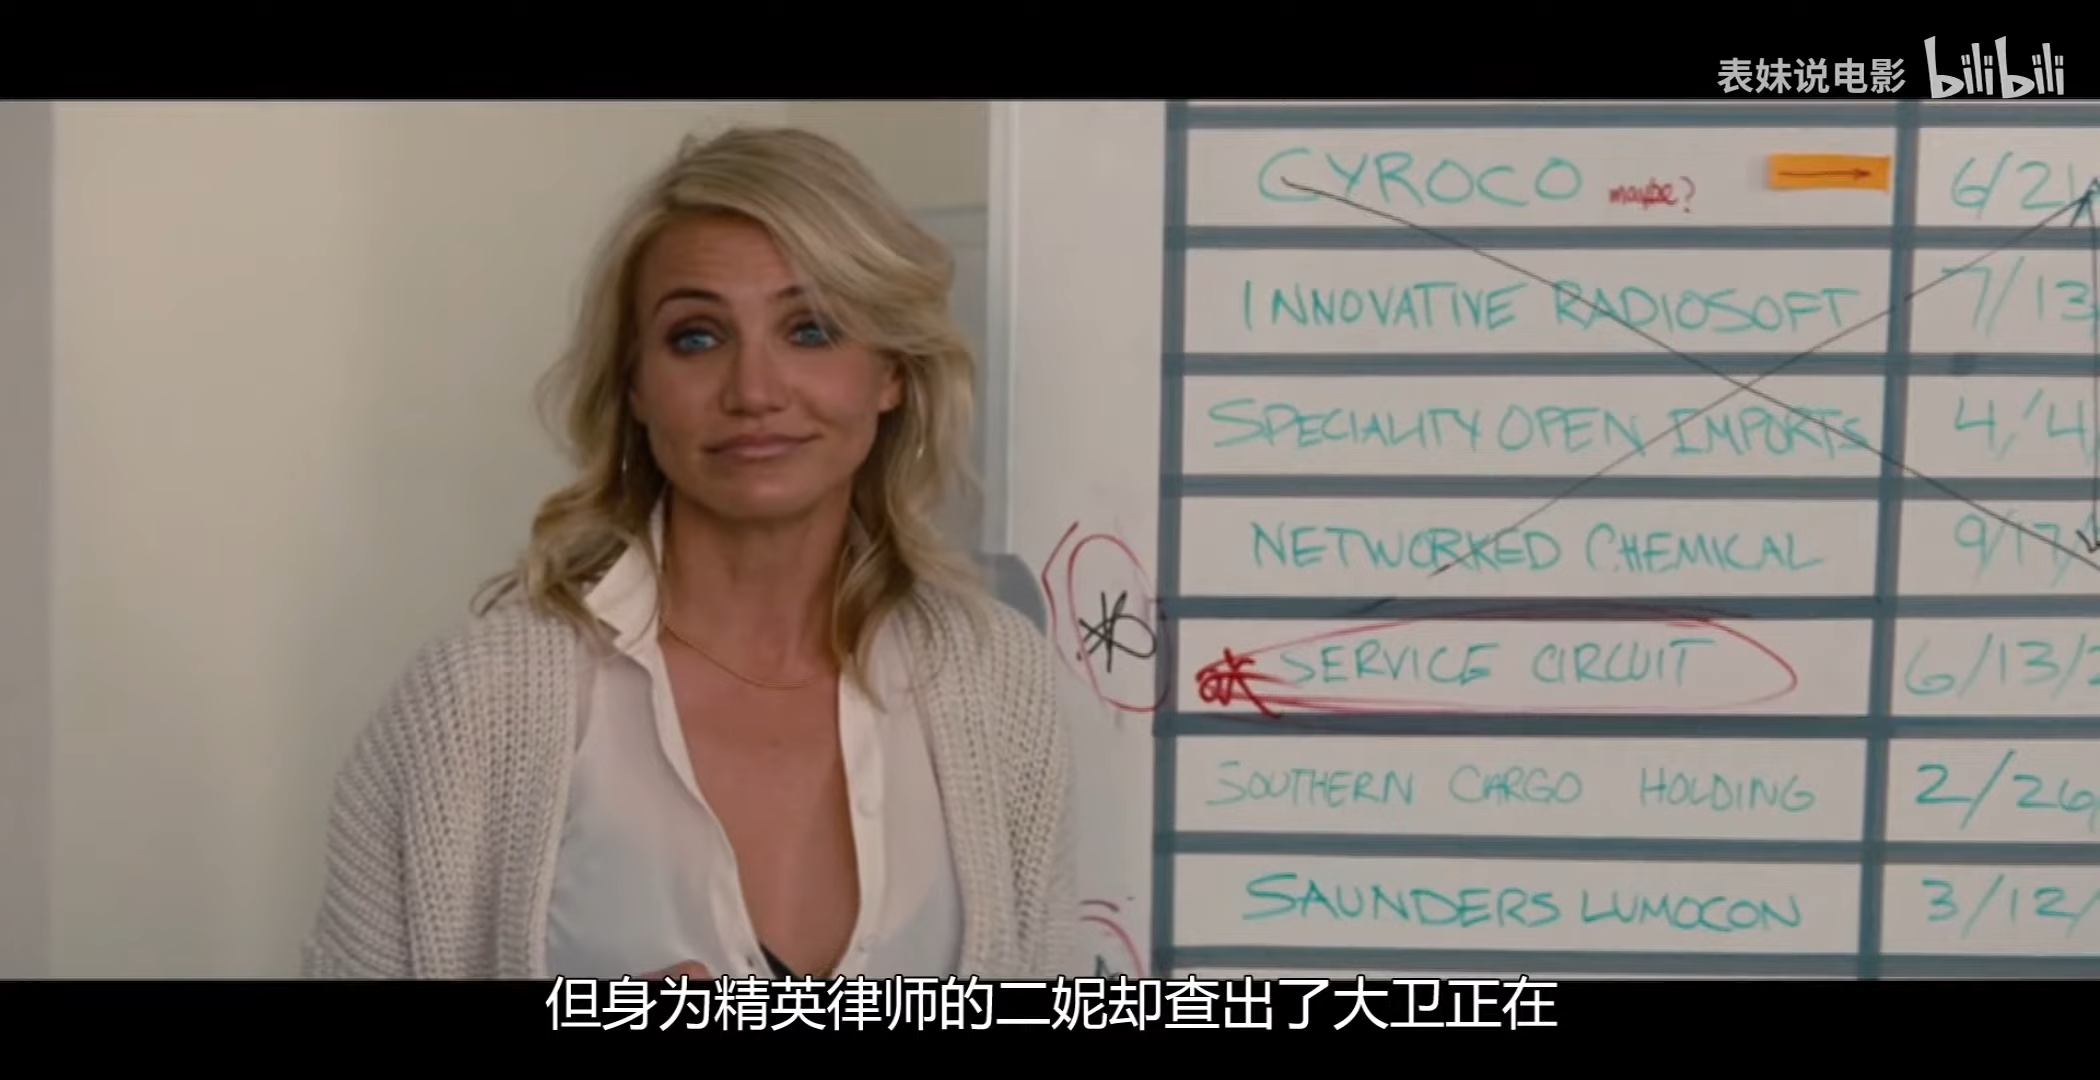 表妹说电影 bilibili
CYROCO maybe? 6/21
INNOVATIVE RADIOSOFT 7/13
SPECIALITY OPEN IMPORTS 4/4
NETWORKED CHEMICAL 9/17
SERVICE CIRCUIT 6/13/2
SOUTHERN CARGO HOLDING 2/26
SAUNDERS LUMOCON 3/12/
但身为精英律师的二妮却查出了大卫正在